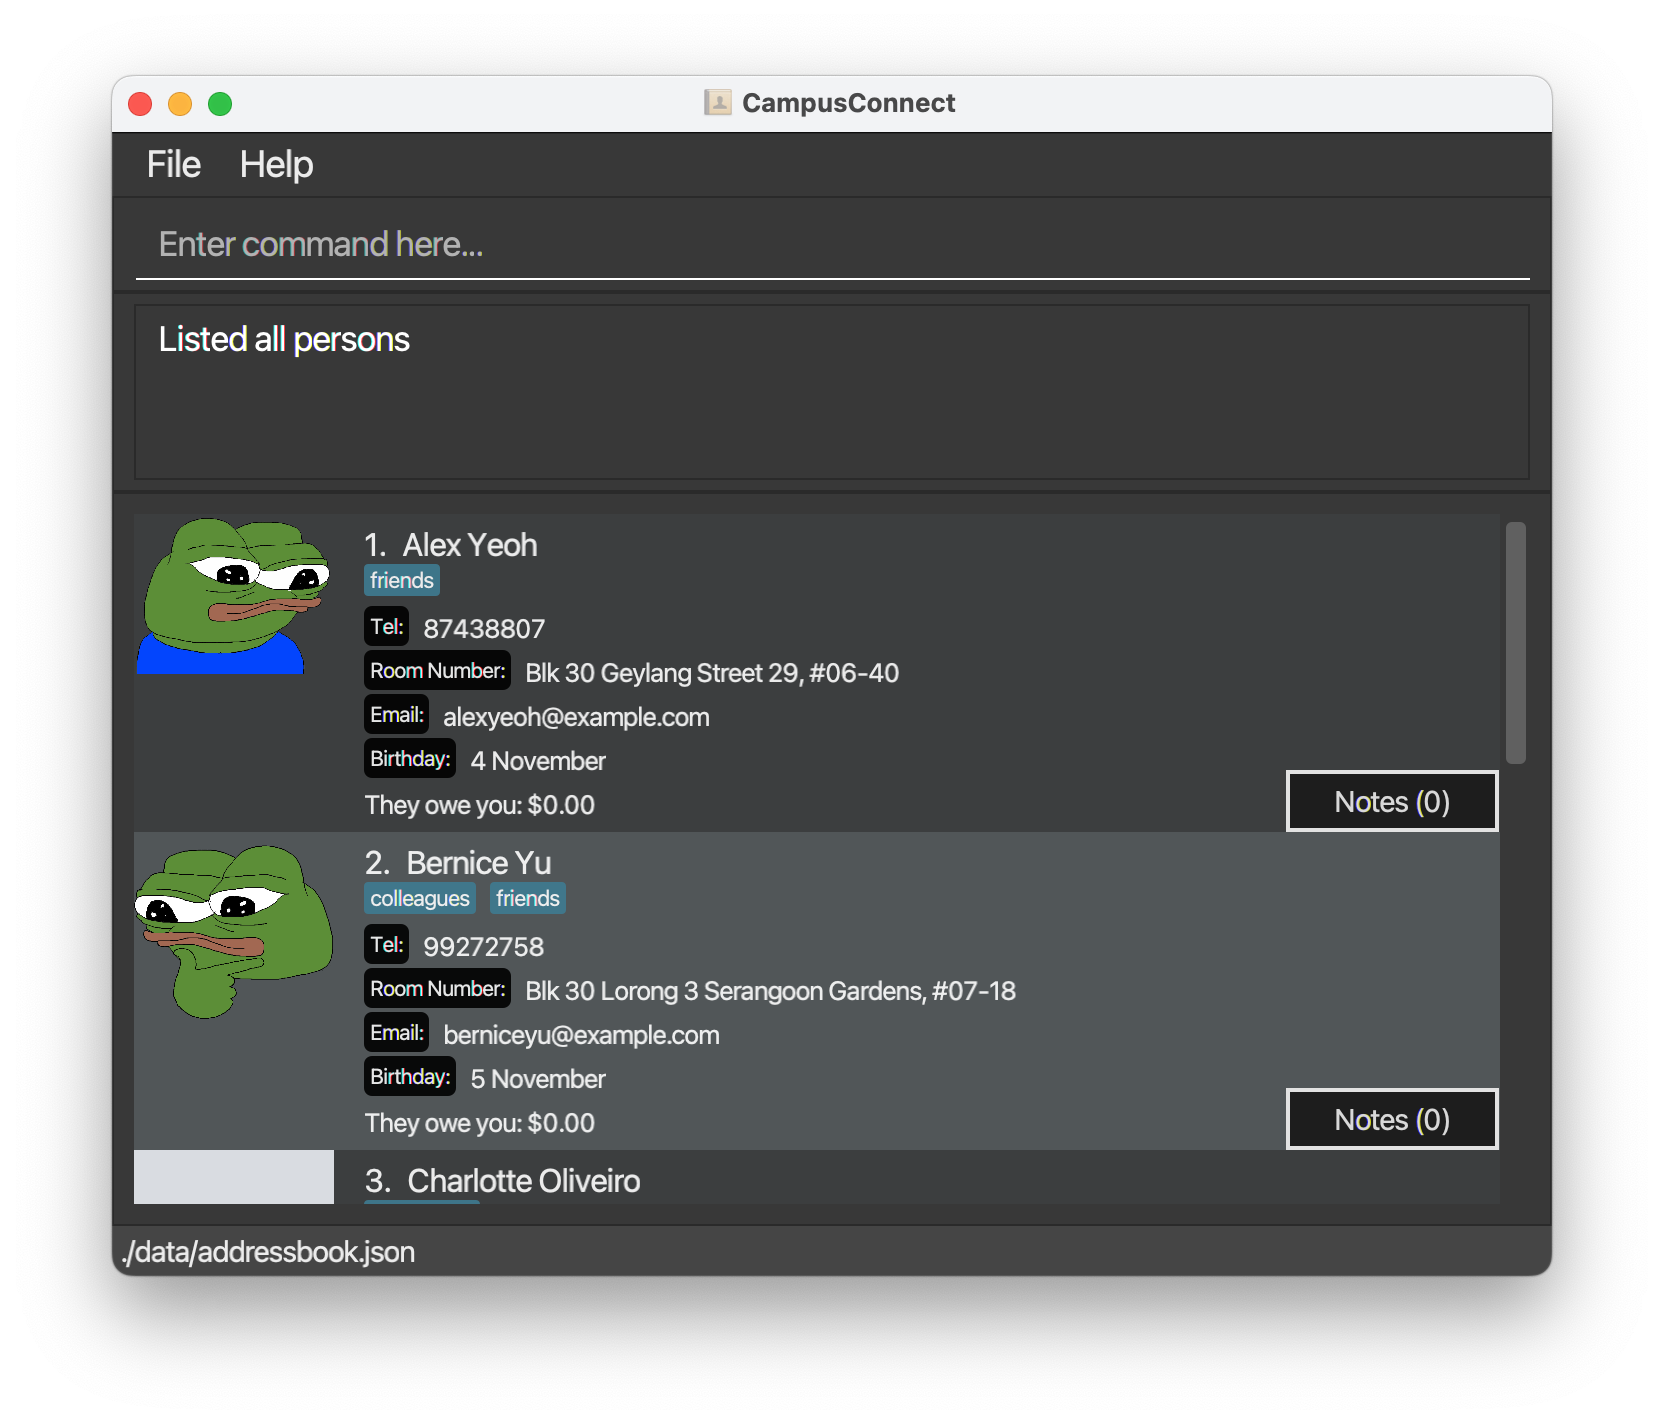 CampusConnect
File Help
Enter command here...
Listed all persons
1. Alex Yeoh
friends
Tel: 87438807
Room Number: Blk 30 Geylang Street 29, #06-40
Email: alexyeoh@example.com
Birthday: 4 November
They owe you: $0.00
Notes (0)
2. Bernice Yu
colleagues friends
Tel: 99272758
Room Number: Blk 30 Lorong 3 Serangoon Gardens, #07-18
Email: berniceyu@example.com
Birthday: 5 November
They owe you: $0.00
Notes (0)
3. Charlotte Oliveiro
./data/addressbook.json